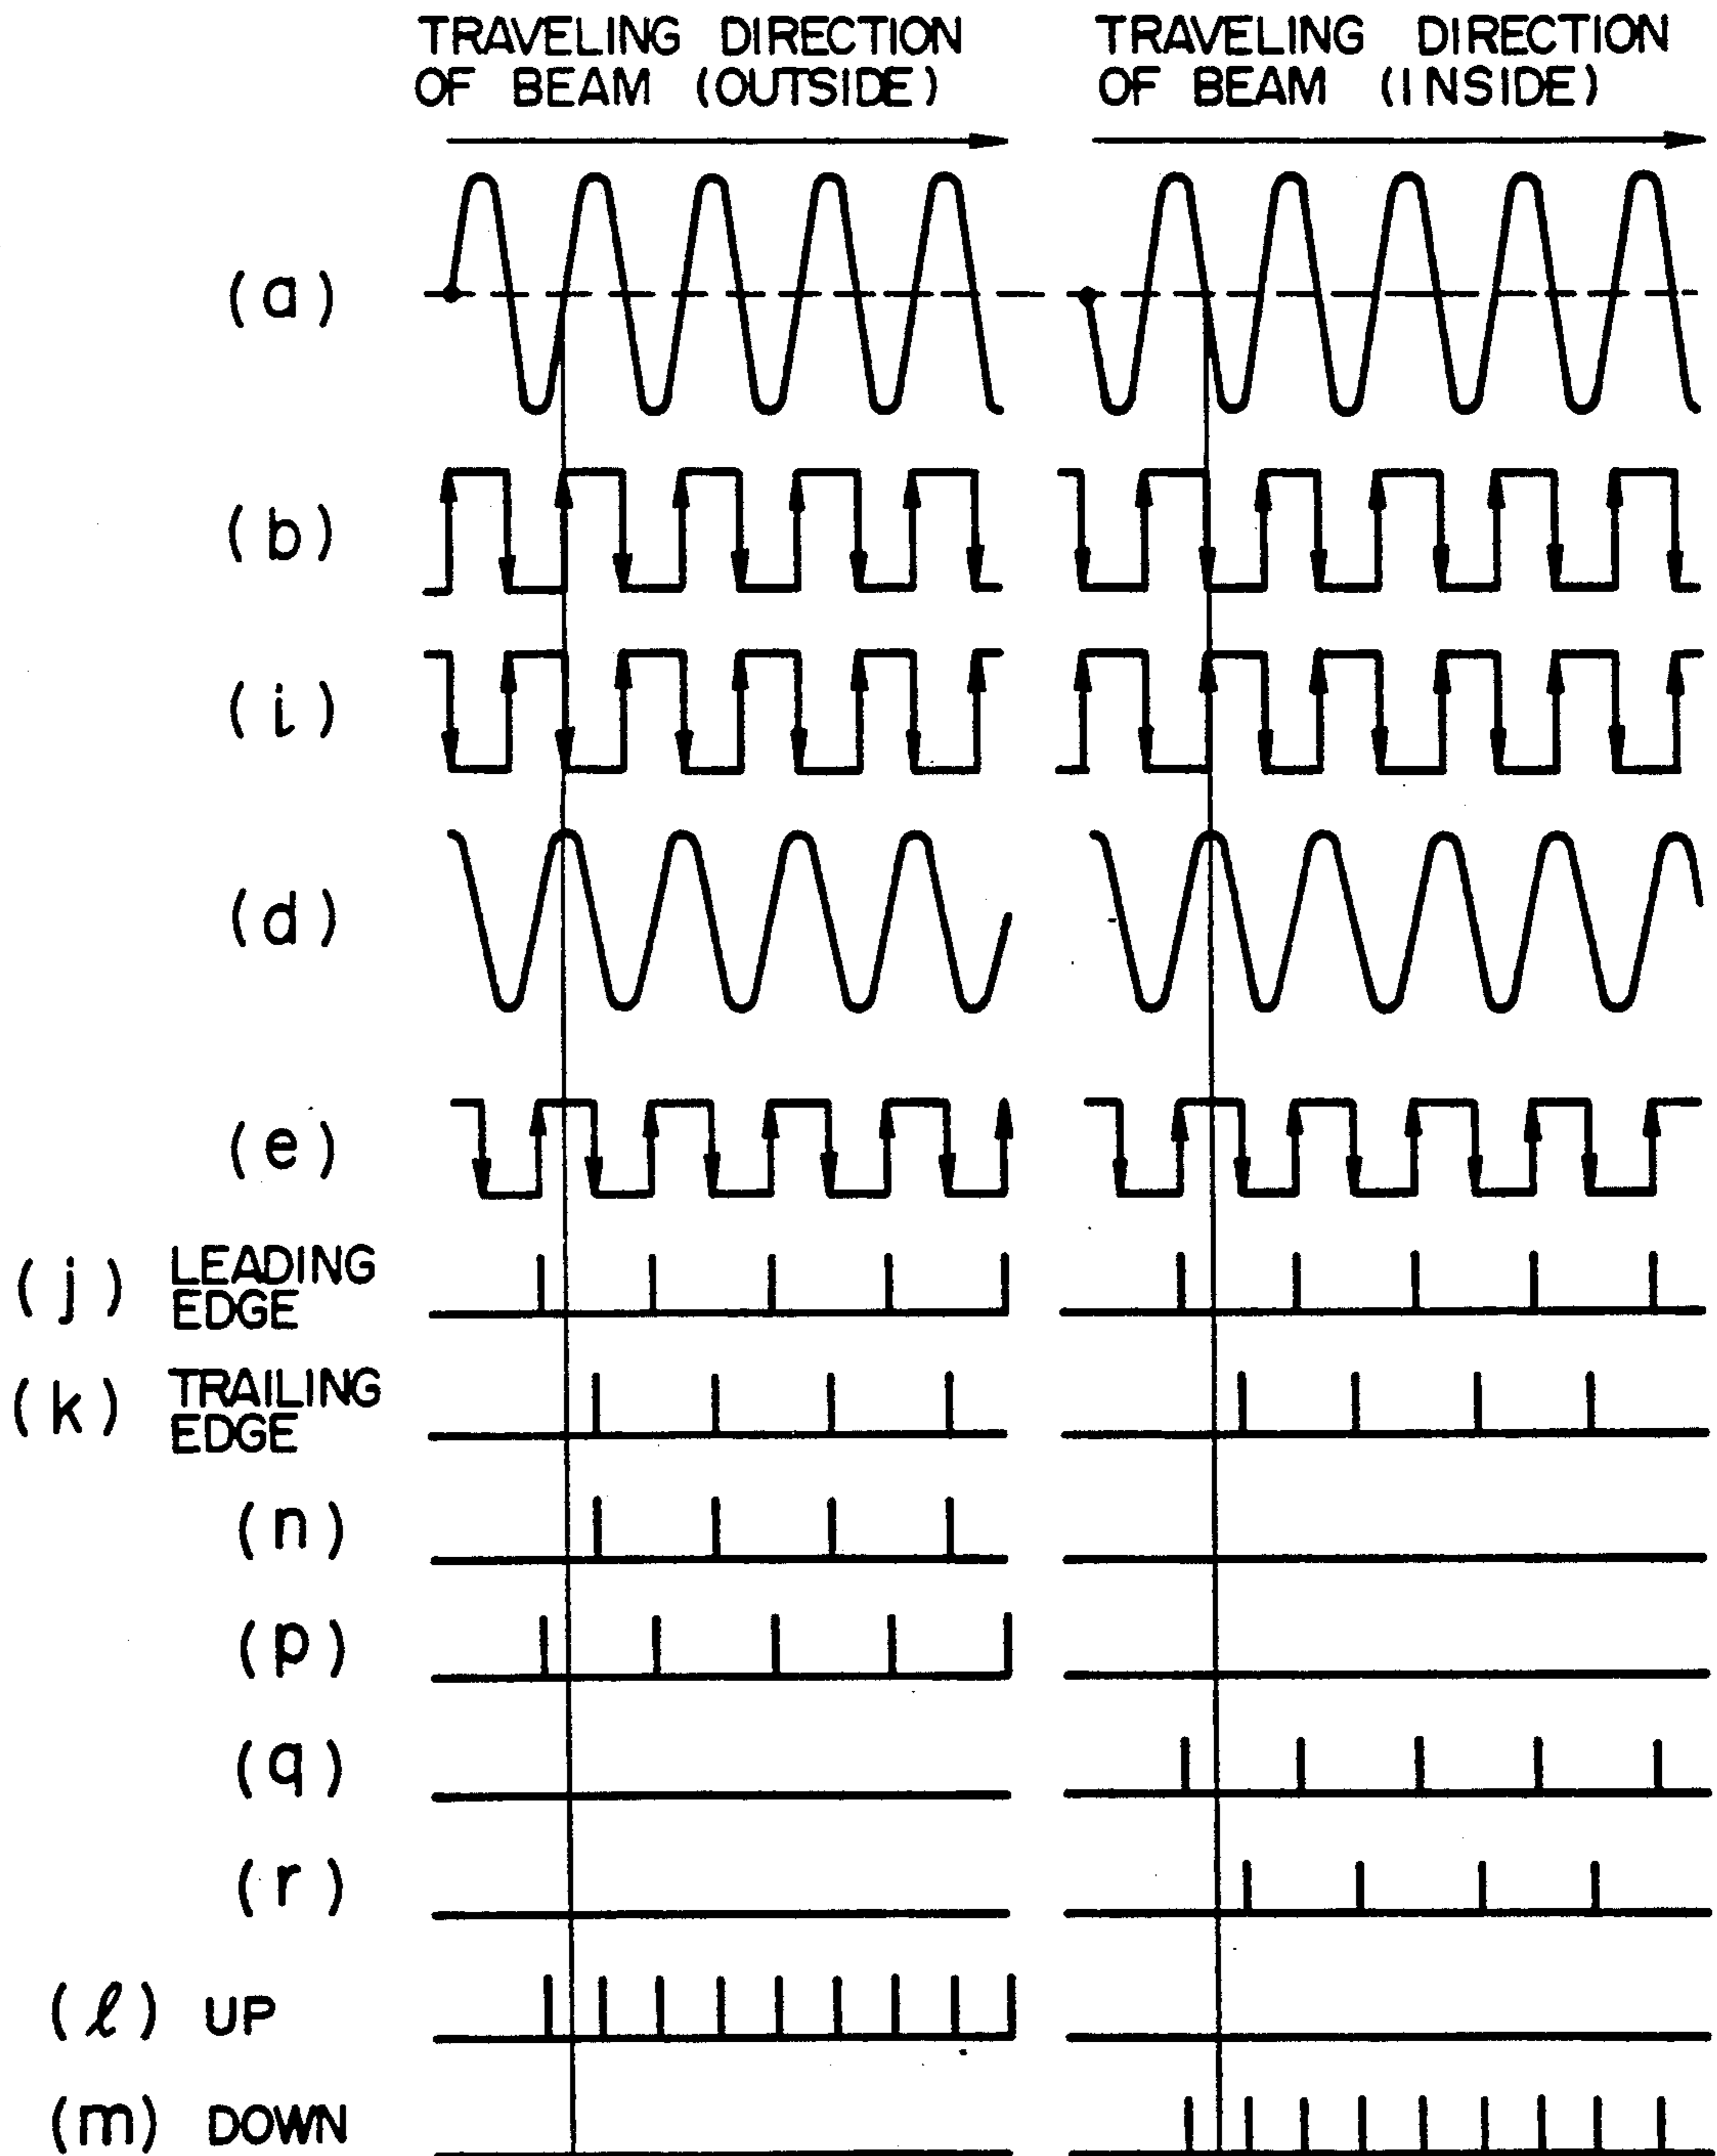 TRAVELING DIRECTION
OF BEAM (OUTSIDE)
TRAVELING DIRECTION
OF BEAM (INSIDE)
(a)
(b)
(i)
(d)
(e)
(j) LEADING
EDGE
(k) TRAILING
EDGE
(n)
(p)
(q)
(r)
(ℓ) UP
(m) DOWN